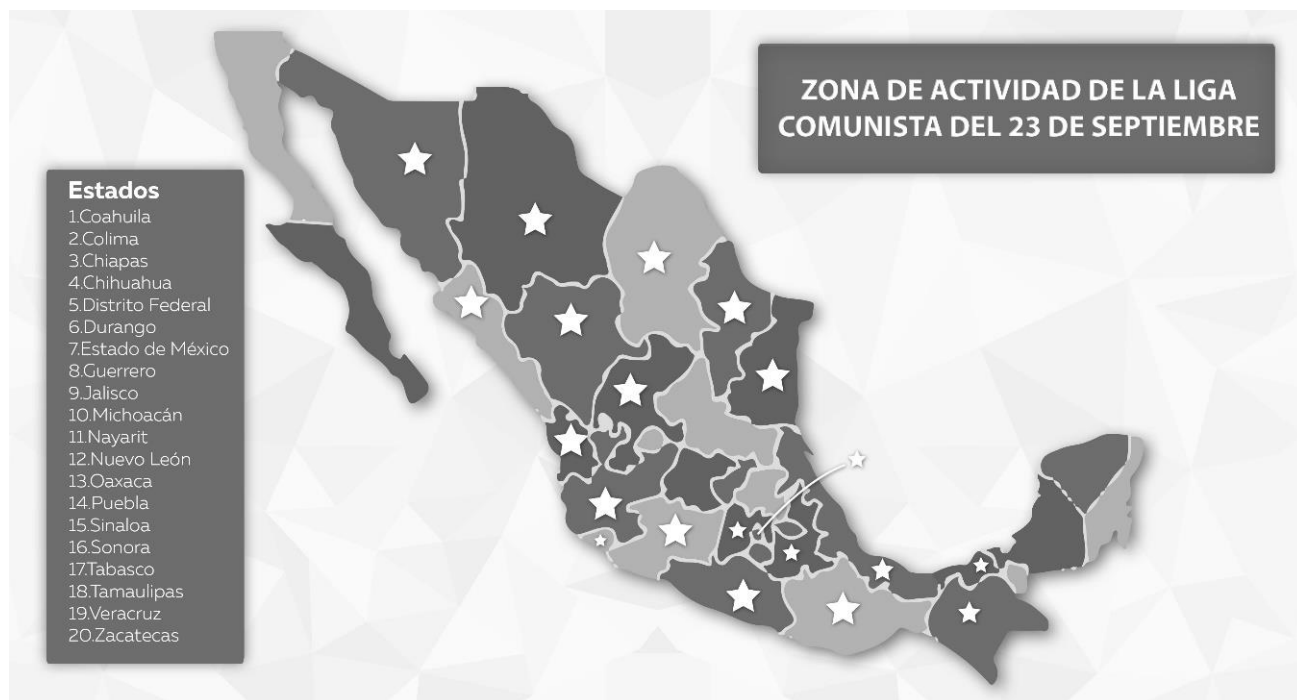 ZONA DE ACTIVIDAD DE LA LIGA
COMUNISTA DEL 23 DE SEPTIEMBRE
Estados
1.Coahuila
2.Colima
3.Chiapas
4.Chihuahua
5.Distrito Federal
6.Durango
7.Estado de México
8.Guerrero
9.Jalisco
10.Michoacán
11.Nayarit
12.Nuevo León
13.Oaxaca
14.Puebla
15.Sinaloa
16.Sonora
17.Tabasco
18.Tamaulipas
19.Veracruz
20.Zacatecas